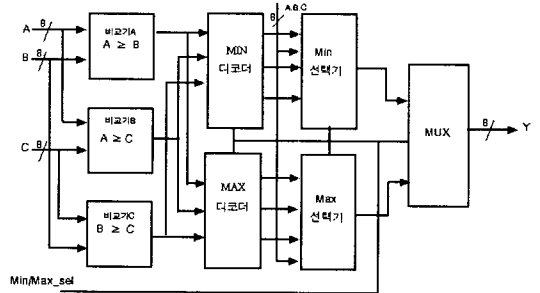 A 8
B 8
C 8
비교기A
A ≥ B
비교기B
A ≥ C
비교기C
B ≥ C
MIN
디코더
MAX
디코더
8 A,B,C
Min
선택기
Max
선택기
MUX
8 Y
Min/Max_sel